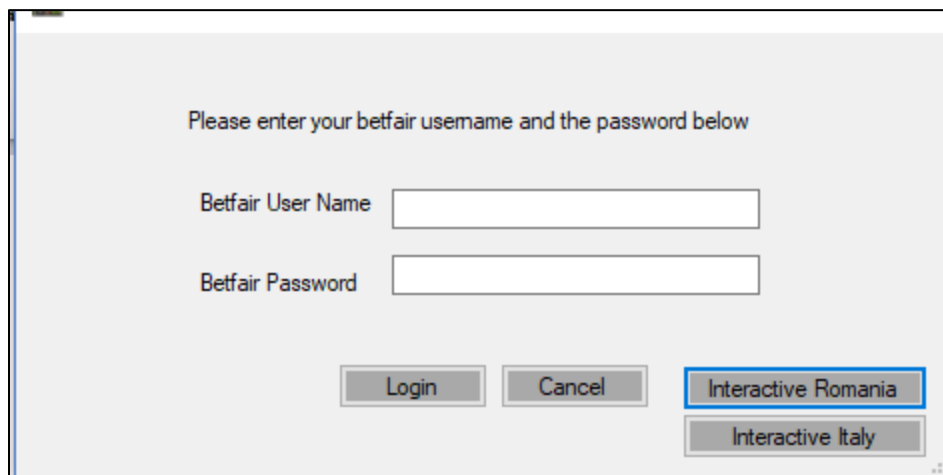 Please enter your betfair username and the password below
Betfair User Name
Betfair Password
Login
Cancel
Interactive Romania
Interactive Italy